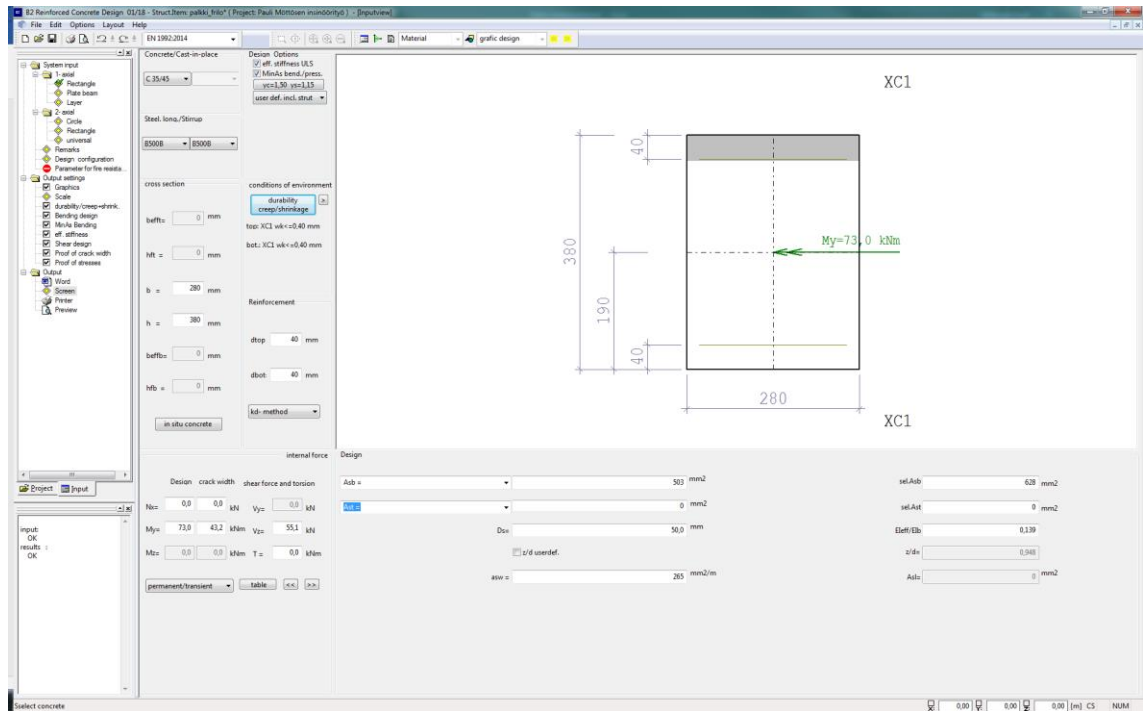 B2 Reinforced Concrete Design 01/18 - Struct.Item: palkki_frilo* ( Project: Pauli Möttösen insinöörityö ) - [Inputview]
File Edit Options Layout Help
EN 1992:2014
Material
grafic design
System input
1- axial
Rectangle
Plate beam
Layer
2- axial
Circle
Rectangle
universal
Remarks
Design configuration
Parameter for fire resista...
Output settings
Graphics
Scale
durability/creep+shrink.
Bending design
MinAs Bending
eff. stiffness
Shear design
Proof of crack width
Proof of stresses
Output
Word
Screen
Printer
Preview
Project Input
input:
OK
results :
OK
Concrete/Cast-in-place
C 35/45
Steel. long./Stirrup
B500B B500B
cross section
befft= 0 mm
hft = 0 mm
b = 280 mm
h = 380 mm
beffb= 0 mm
hfb = 0 mm
in situ concrete
Design Options
eff. stiffness ULS
MinAs bend./press.
γc=1,50 γs=1,15
user def. incl. strut
conditions of environment
durability
creep/shrinkage
>
top: XC1 wk<=0,40 mm
bot.: XC1 wk<=0,40 mm
Reinforcement
dtop 40 mm
dbot 40 mm
kd- method
XC1
40
380
190
40
My=73,0 kNm
280
XC1
internal force
Design crack width shear force and torsion
Nx= 0,0 0,0 kN Vy= 0,0 kN
My= 73,0 43,2 kNm Vz= 55,1 kN
Mz= 0,0 0,0 kNm T = 0,0 kNm
permanent/transient table << >>
Design
Asb = 503 mm2 sel.Asb 628 mm2
Ast = 0 mm2 sel.Ast 0 mm2
Ds= 50,0 mm EIeff/EIb 0,139
z/d userdef. z/d= 0,948
asw = 265 mm2/m Asl= 0 mm2
Sselect concrete
X: 0,00 Y: 0,00 Z: 0,00 [m] CS NUM